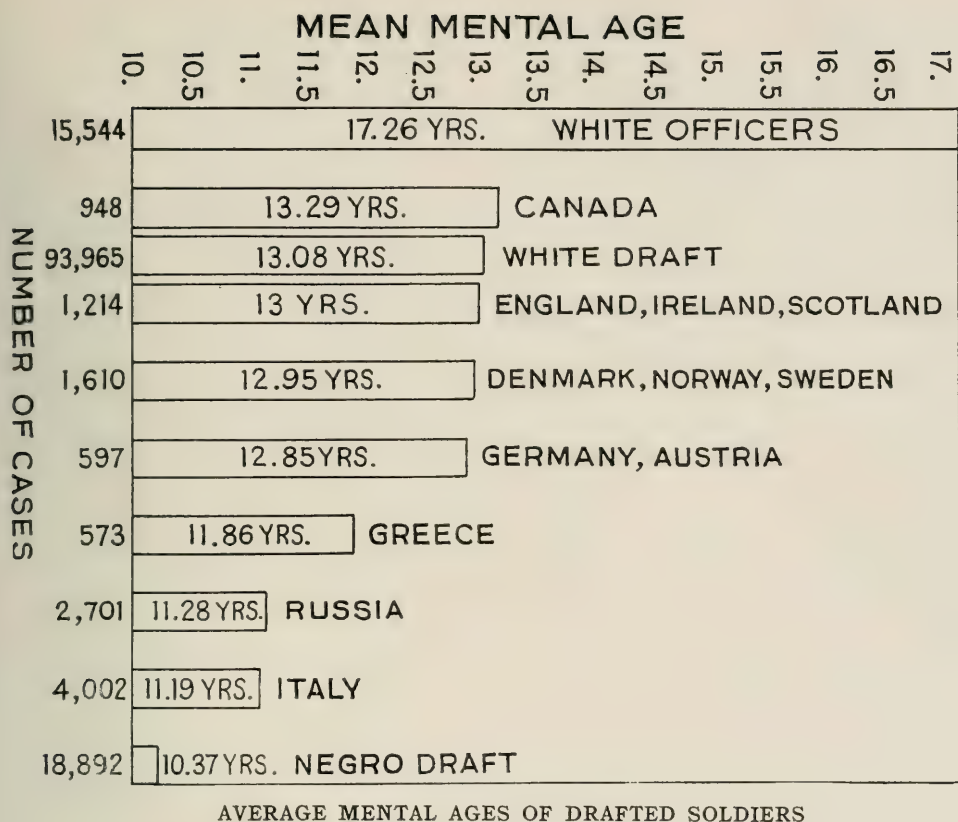 MEAN MENTAL AGE
10. 10.5 11. 11.5 12. 12.5 13. 13.5 14. 14.5 15. 15.5 16. 16.5 17.
NUMBER OF CASES
15,544 17.26 YRS. WHITE OFFICERS
948 13.29 YRS. CANADA
93,965 13.08 YRS. WHITE DRAFT
1,214 13 YRS. ENGLAND, IRELAND, SCOTLAND
1,610 12.95 YRS. DENMARK, NORWAY, SWEDEN
597 12.85 YRS. GERMANY, AUSTRIA
573 11.86 YRS. GREECE
2,701 11.28 YRS. RUSSIA
4,002 11.19 YRS. ITALY
18,892 10.37 YRS. NEGRO DRAFT
AVERAGE MENTAL AGES OF DRAFTED SOLDIERS